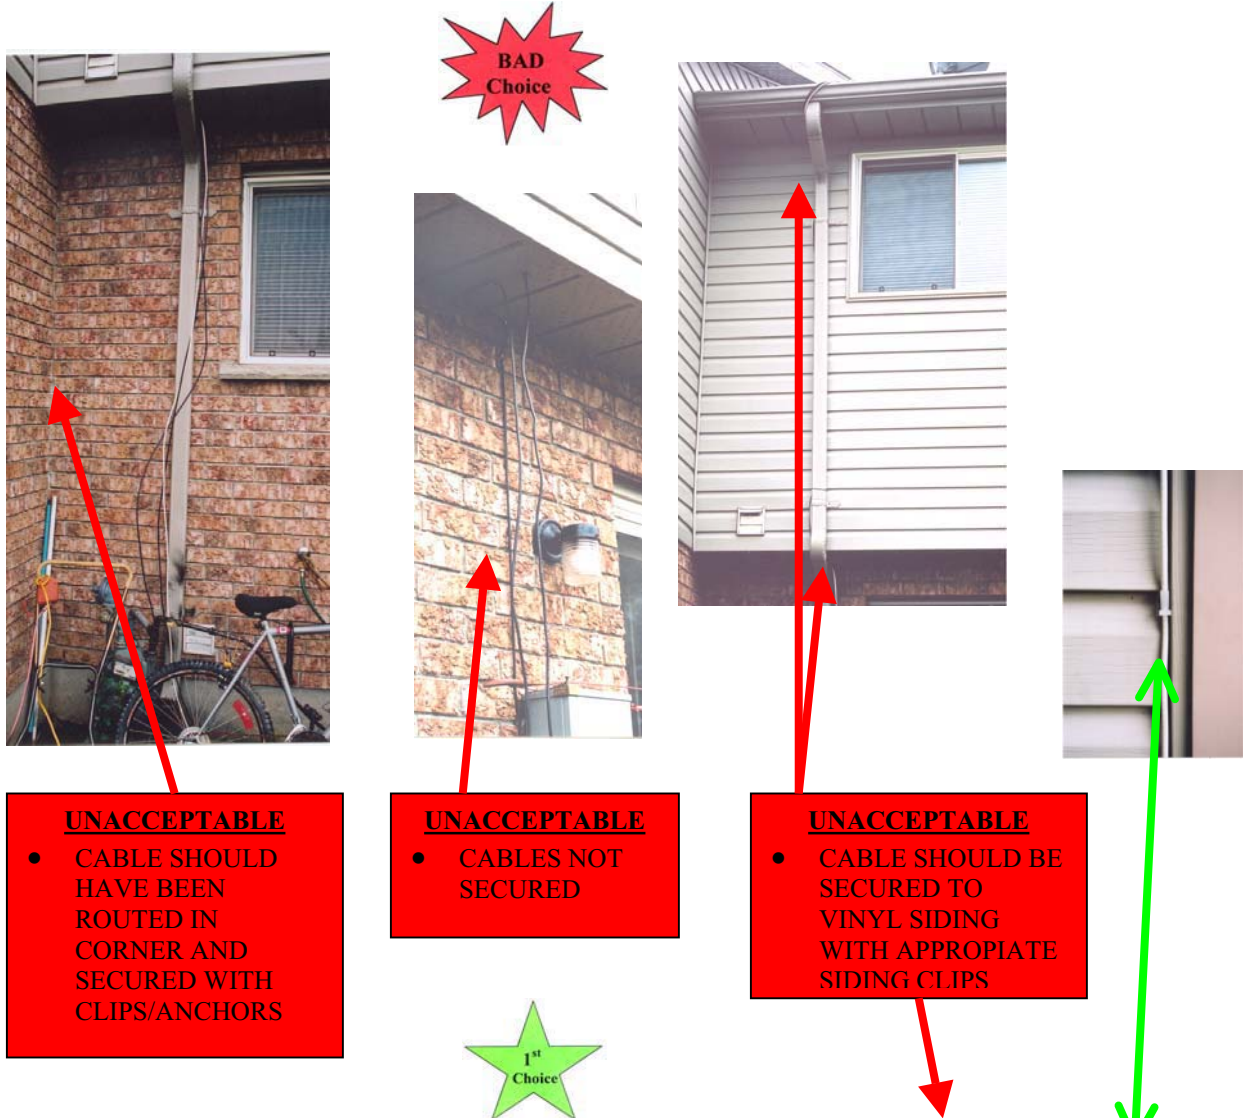 BAD
Choice
UNACCEPTABLE
• CABLE SHOULD
HAVE BEEN
ROUTED IN
CORNER AND
SECURED WITH
CLIPS/ANCHORS
UNACCEPTABLE
• CABLES NOT
SECURED
UNACCEPTABLE
• CABLE SHOULD BE
SECURED TO
VINYL SIDING
WITH APPROPIATE
SIDING CLIPS
1st
Choice